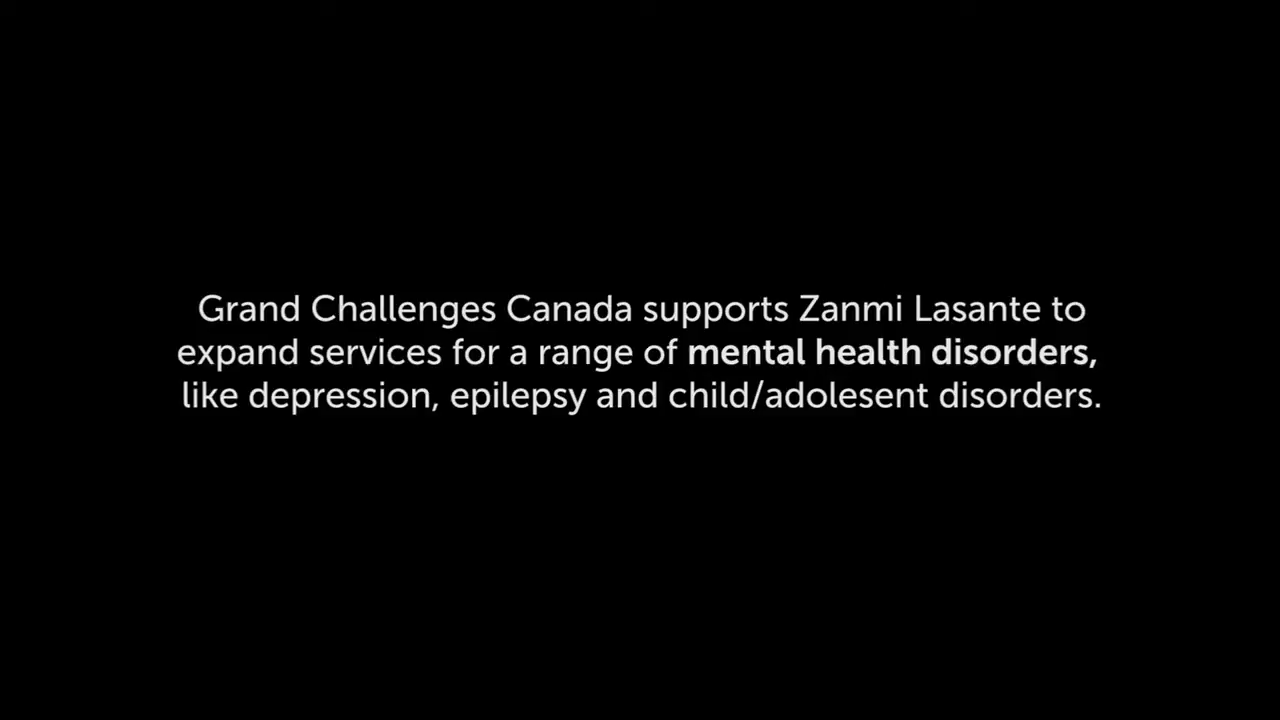 Grand Challenges Canada supports Zanmi Lasante to
expand services for a range of mental health disorders,
like depression, epilepsy and child/adolesent disorders.